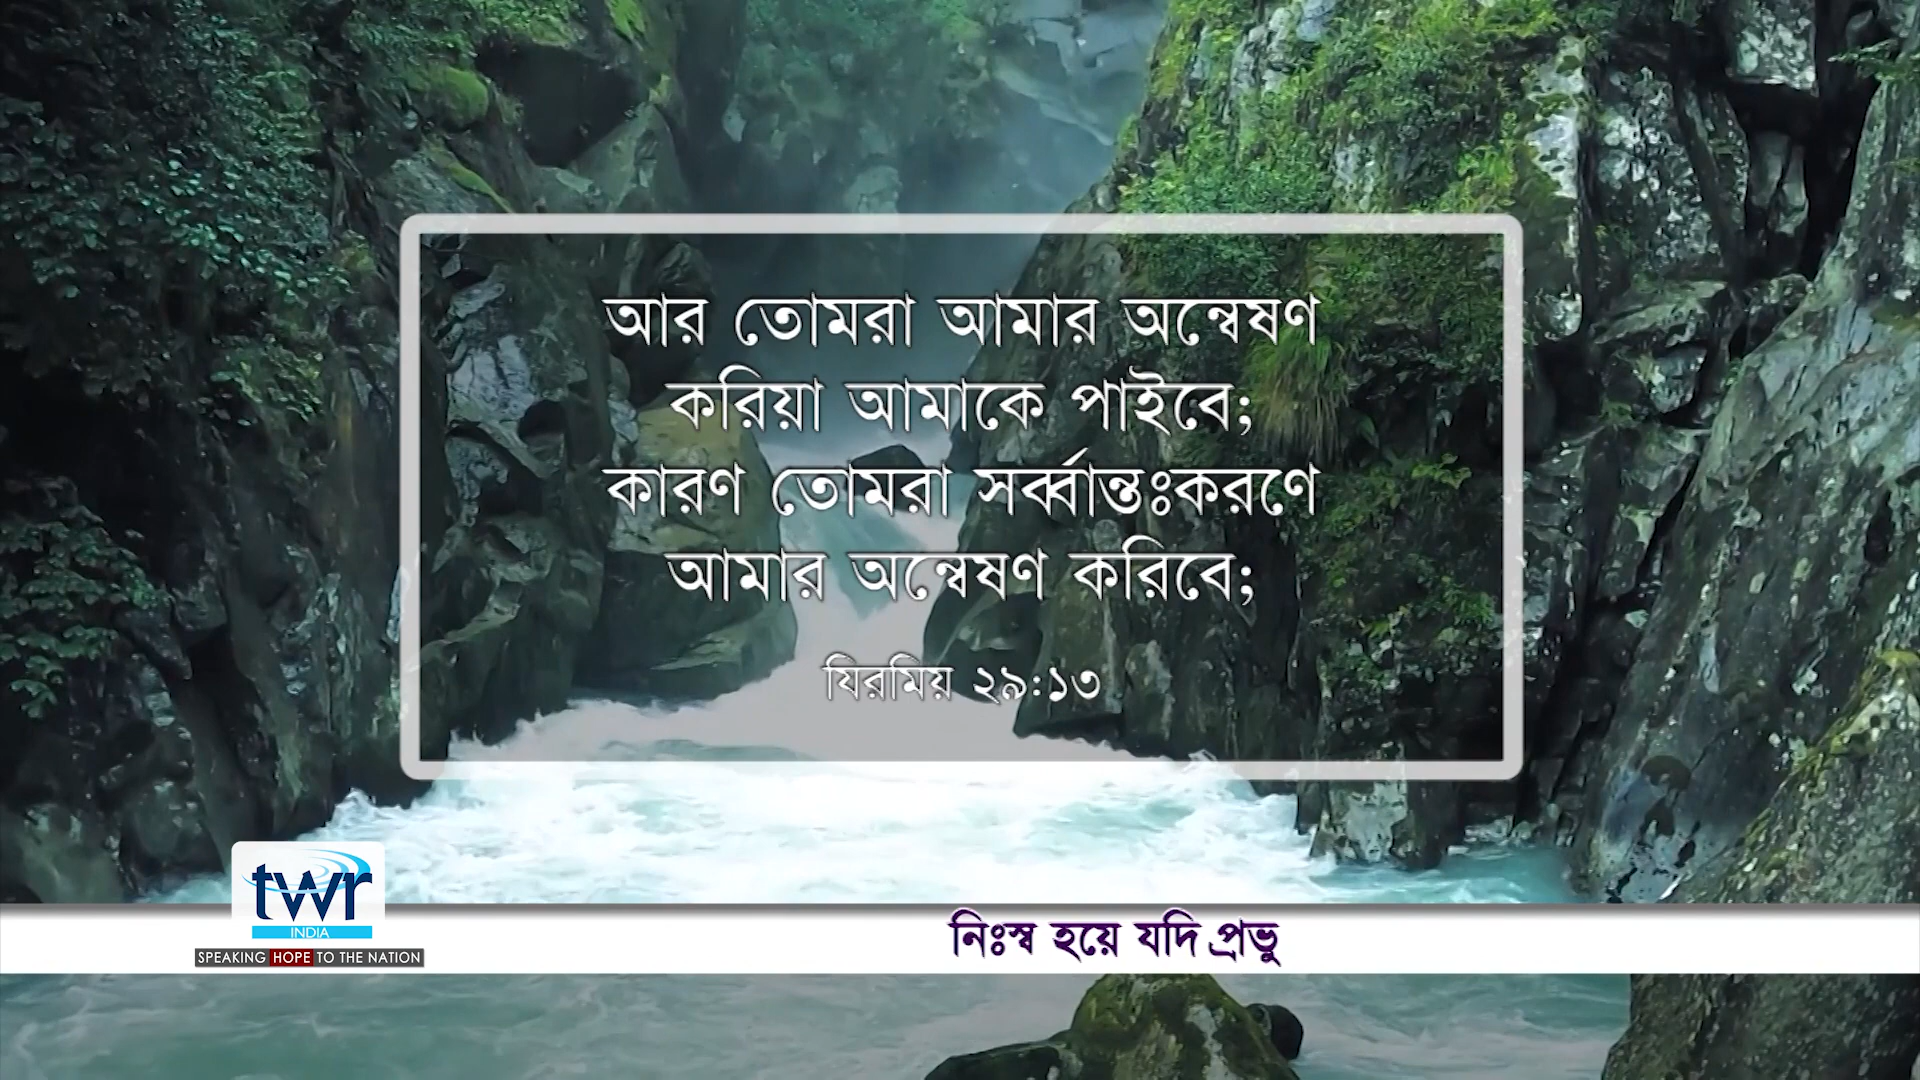 আর তোমরা আমার অন্বেষণ
করিয়া আমাকে পাইবে;
কারণ তোমরা সর্ব্বান্তঃকরণে
আমার অন্বেষণ করিবে;
যিরমিয় ২৯:১৩
twr
INDIA
SPEAKING HOPE TO THE NATION
নিঃস্ব হয়ে যদি প্রভু